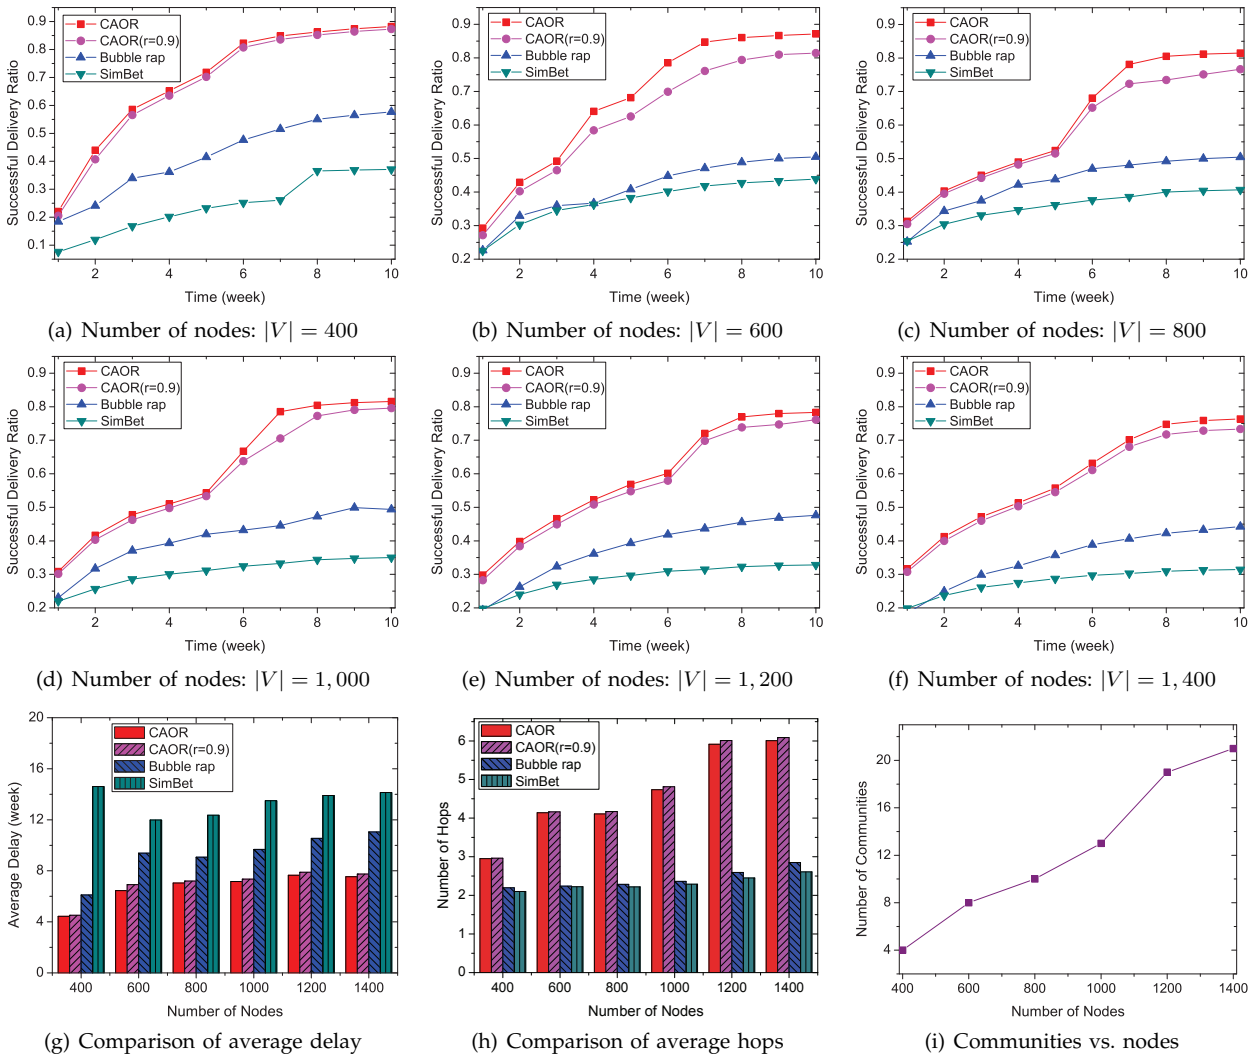 CAOR
CAOR(r=0.9)
Bubble rap
SimBet
Successful Delivery Ratio
0.9
0.8
0.7
0.6
0.5
0.4
0.3
0.2
0.1
2 4 6 8 10
Time (week)
(a) Number of nodes: |V| = 400
CAOR
CAOR(r=0.9)
Bubble rap
SimBet
Successful Delivery Ratio
0.9
0.8
0.7
0.6
0.5
0.4
0.3
0.2
2 4 6 8 10
Time (week)
(b) Number of nodes: |V| = 600
CAOR
CAOR(r=0.9)
Bubble rap
SimBet
Successful Delivery Ratio
0.9
0.8
0.7
0.6
0.5
0.4
0.3
0.2
2 4 6 8 10
Time (week)
(c) Number of nodes: |V| = 800
CAOR
CAOR(r=0.9)
Bubble rap
SimBet
Successful Delivery Ratio
0.9
0.8
0.7
0.6
0.5
0.4
0.3
0.2
2 4 6 8 10
Time (week)
(d) Number of nodes: |V| = 1,000
CAOR
CAOR(r=0.9)
Bubble rap
SimBet
Successful Delivery Ratio
0.9
0.8
0.7
0.6
0.5
0.4
0.3
0.2
2 4 6 8 10
Time (week)
(e) Number of nodes: |V| = 1,200
CAOR
CAOR(r=0.9)
Bubble rap
SimBet
Successful Delivery Ratio
0.9
0.8
0.7
0.6
0.5
0.4
0.3
0.2
2 4 6 8 10
Time (week)
(f) Number of nodes: |V| = 1,400
CAOR
CAOR(r=0.9)
Bubble rap
SimBet
Average Delay (week)
20
16
12
8
4
0
400 600 800 1000 1200 1400
Number of Nodes
(g) Comparison of average delay
CAOR
CAOR(r=0.9)
Bubble rap
SimBet
Number of Hops
6
5
4
3
2
1
0
400 600 800 1000 1200 1400
Number of Nodes
(h) Comparison of average hops
Number of Communities
20
16
12
8
4
400 600 800 1000 1200 1400
Number of Nodes
(i) Communities vs. nodes